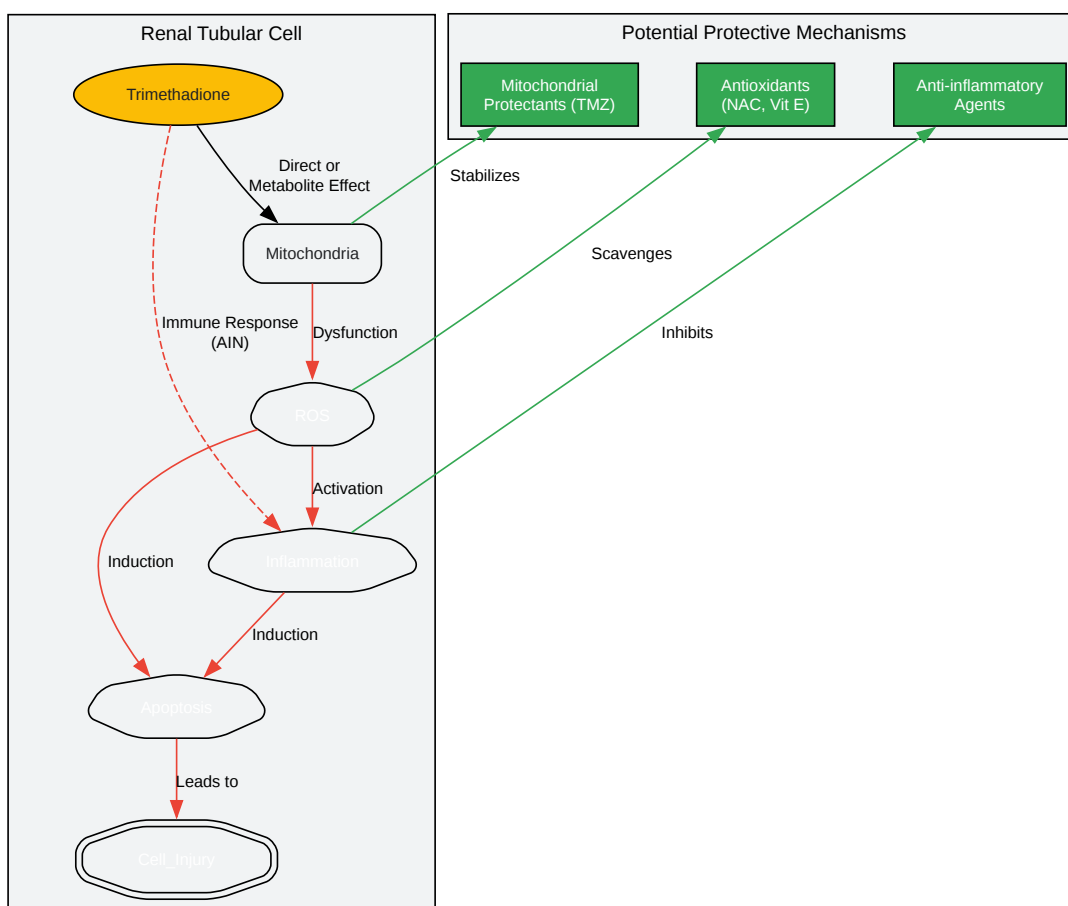 Renal Tubular Cell
Potential Protective Mechanisms
Trimethadione
Mitochondrial
Protectants (TMZ)
Antioxidants
(NAC, Vit E)
Anti-inflammatory
Agents
Direct or
Metabolite Effect
Stabilizes
Mitochondria
Scavenges
Immune Response
(AIN)
Dysfunction
Inhibits
ROS
Activation
Induction
Inflammation
Induction
Apoptosis
Leads to
Cell_Injury